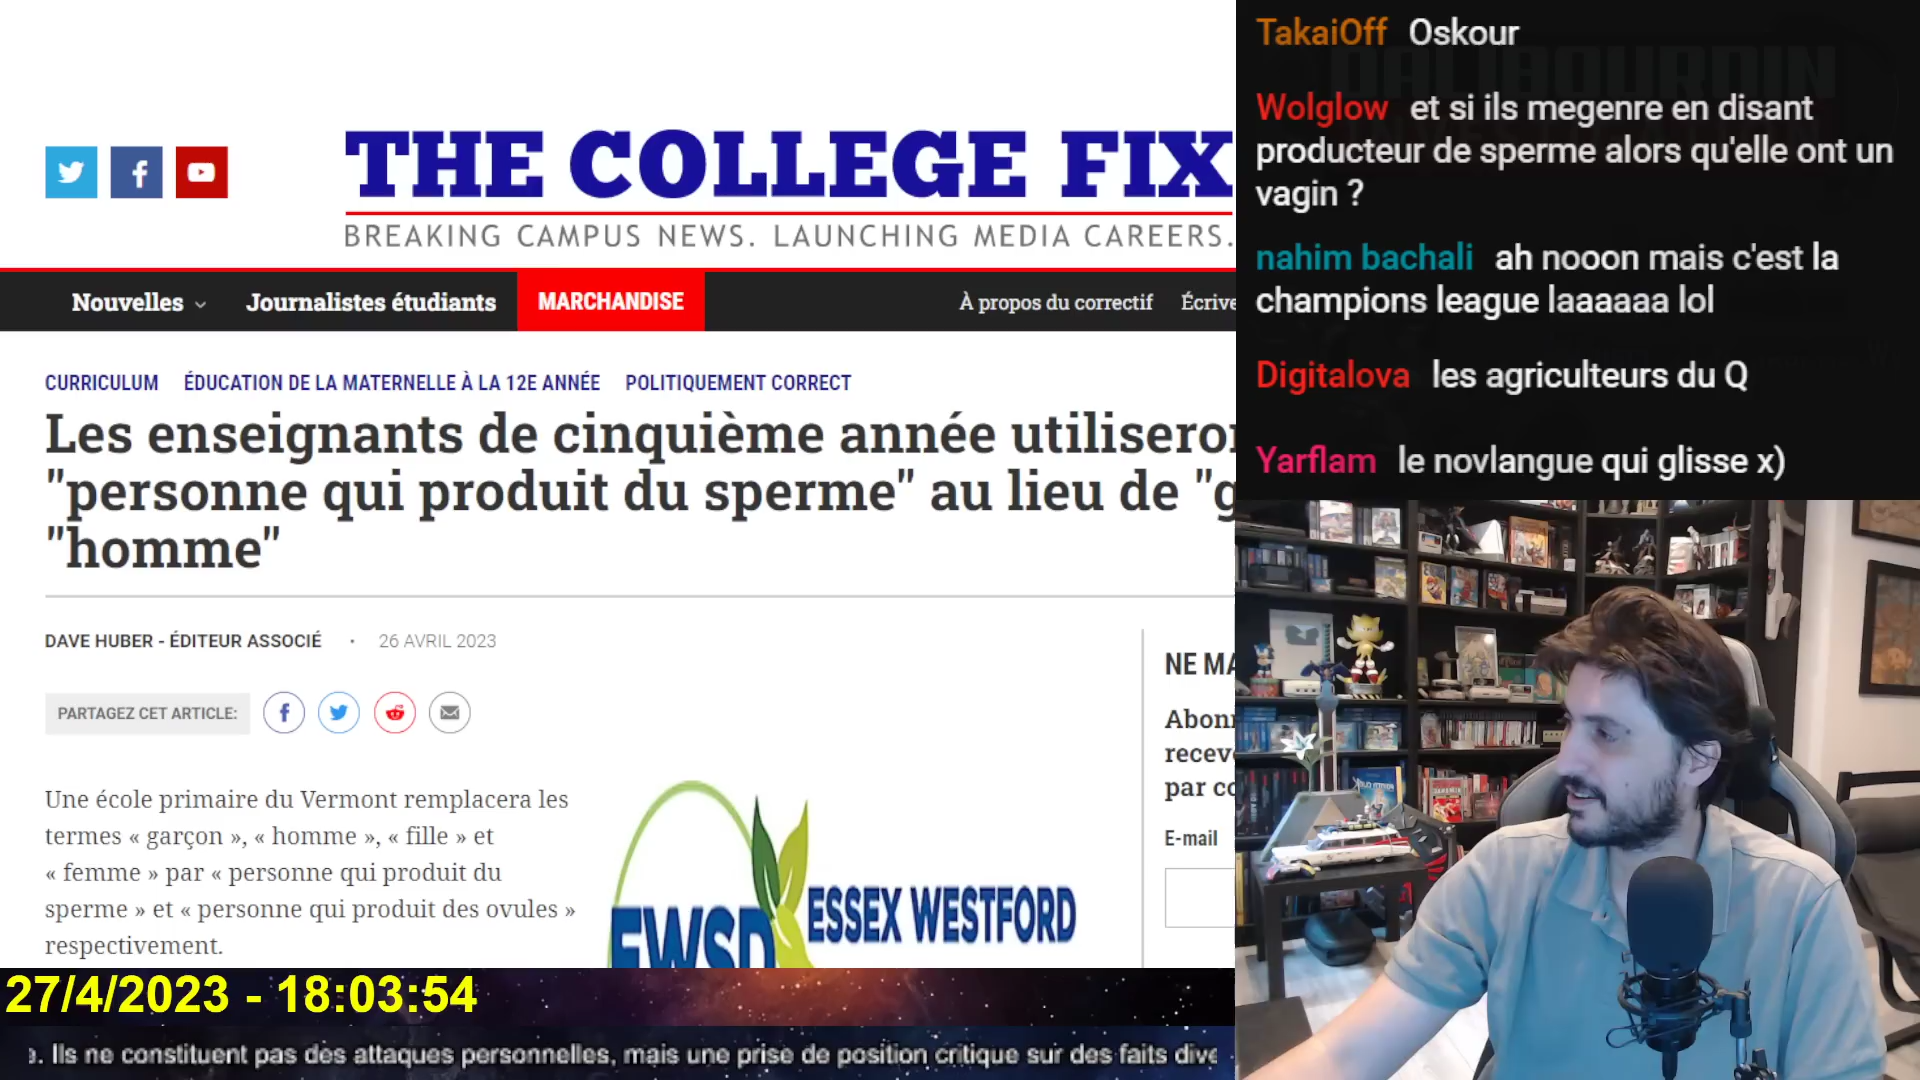 THE COLLEGE FIX
BREAKING CAMPUS NEWS. LAUNCHING MEDIA CAREERS.
Nouvelles
Journalistes étudiants
MARCHANDISE
À propos du correctif
CURRICULUM
ÉDUCATION DE LA MATERNELLE À LA 12E ANNÉE
POLITIQUEMENT CORRECT
Les enseignants de cinquième année
"personne qui produit du sperme" au lieu de
"homme"
DAVE HUBER - ÉDITEUR ASSOCIÉ
26 AVRIL 2023
PARTAGEZ CET ARTICLE:
Une école primaire du Vermont remplacera les
termes « garçon », « homme », « fille » et
« femme » par « personne qui produit du
sperme » et « personne qui produit des ovules »
respectivement.
EWSD
ESSEX WESTFORD
NE
par
E-mail
27/4/2023 - 18:03:54
. Ils ne constituent pas des attaques personnelles, mais une prise de position critique sur des faits
TakaiOff Oskour
Wolglow et si ils megenre en disant
producteur de sperme alors qu'elle ont un
vagin ?
nahim bachali ah nooon mais c'est la
champions league laaaaaa lol
Digitalova les agriculteurs du Q
Yarflam le novlangue qui glisse x)